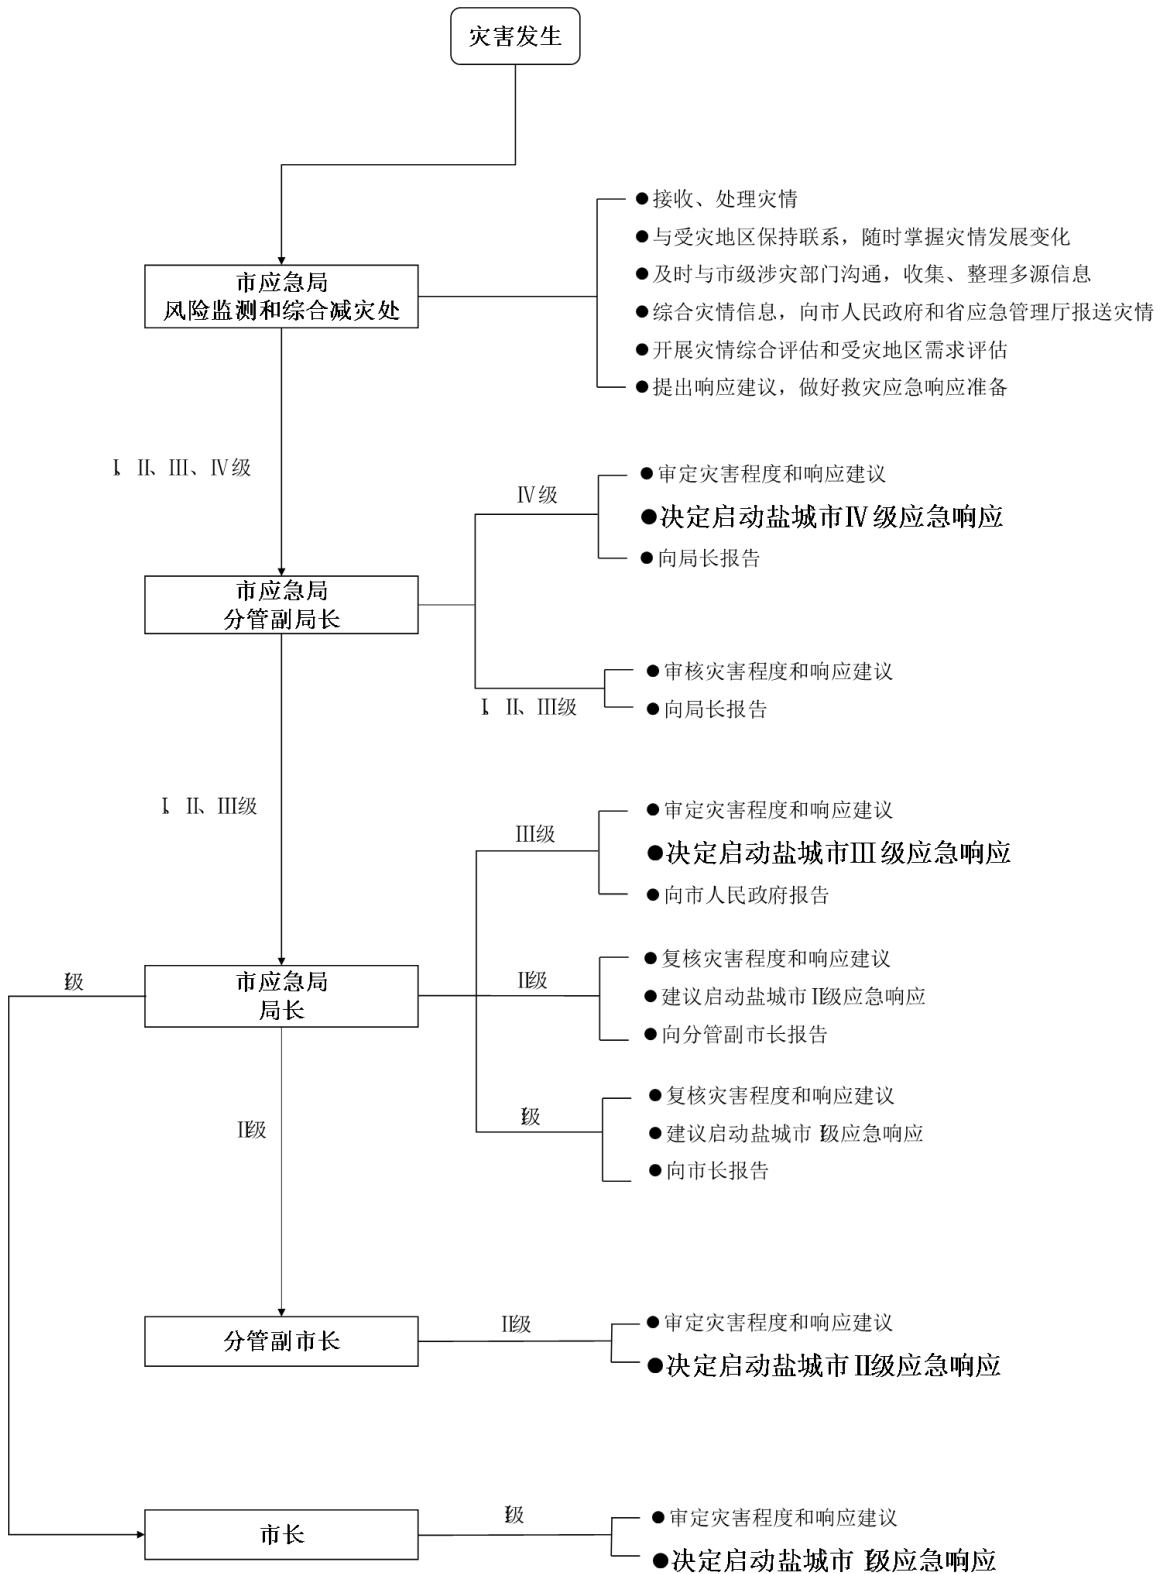 灾害发生
●接收、处理灾情
●与受灾地区保持联系，随时掌握灾情发展变化
市应急局
风险监测和综合减灾处
●及时与市级涉灾部门沟通，收集、整理多源信息
●综合灾情信息，向市人民政府和省应急管理厅报送灾情
●开展灾情综合评估和受灾地区需求评估
●提出响应建议，做好救灾应急响应准备
Ⅰ、Ⅱ、Ⅲ、Ⅳ级
Ⅳ级
●审定灾害程度和响应建议
●决定启动盐城市Ⅳ级应急响应
●向局长报告
市应急局
分管副局长
Ⅰ、Ⅱ、Ⅲ级
●审核灾害程度和响应建议
●向局长报告
Ⅰ、Ⅱ、Ⅲ级
Ⅲ级
●审定灾害程度和响应建议
●决定启动盐城市Ⅲ级应急响应
●向市人民政府报告
Ⅰ级
市应急局
局长
Ⅱ级
●复核灾害程度和响应建议
●建议启动盐城市Ⅱ级应急响应
●向分管副市长报告
Ⅱ级
Ⅰ级
●复核灾害程度和响应建议
●建议启动盐城市Ⅰ级应急响应
●向市长报告
分管副市长
Ⅱ级
●审定灾害程度和响应建议
●决定启动盐城市Ⅱ级应急响应
市长
Ⅰ级
●审定灾害程度和响应建议
●决定启动盐城市Ⅰ级应急响应